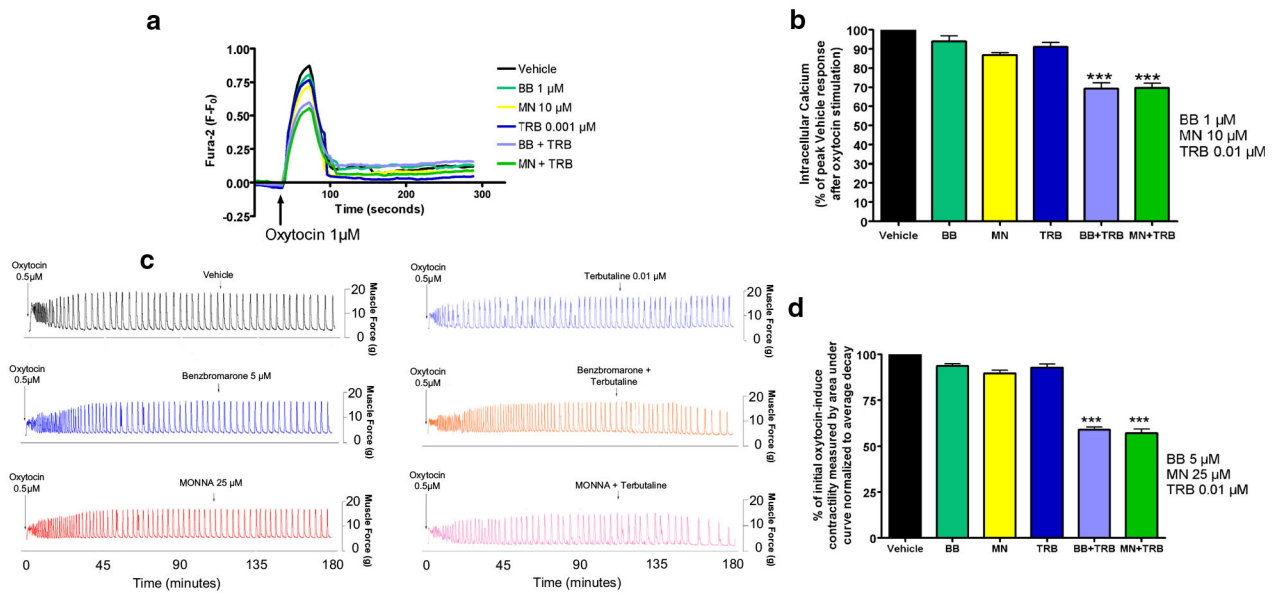 a
1.00
0.75
0.50
0.25
0.00
-0.25
Fura-2 (F-F0)
100
200
300
Time (seconds)
Oxytocin 1μM
Vehicle
BB 1 μM
MN 10 μM
TRB 0.001 μM
BB + TRB
MN + TRB
b
Intracellular Calcium
(% of peak Vehicle response
after oxytocin stimulation)
100
90
80
70
60
50
40
30
20
10
0
***
***
Vehicle
BB
MN
TRB
BB+TRB
MN+TRB
BB 1 μM
MN 10 μM
TRB 0.01 μM
c
Oxytocin
0.5μM
Vehicle
20
10
0
Muscle Force (g)
Oxytocin
0.5μM
Terbutaline 0.01 μM
20
10
0
Muscle Force (g)
Oxytocin
0.5μM
Benzbromarone 5 μM
20
10
0
Muscle Force (g)
Oxytocin
0.5μM
Benzbromarone +
Terbutaline
20
10
0
Muscle Force (g)
Oxytocin
0.5μM
MONNA 25 μM
20
10
0
Muscle Force (g)
0
45
90
135
180
Time (minutes)
Oxytocin
0.5μM
MONNA + Terbutaline
20
10
0
Muscle Force (g)
0
45
90
135
180
Time (minutes)
d
% of initial oxytocin-induce
contractility measured by area under
curve normalized to average decay
100
75
50
25
0
***
***
Vehicle
BB
MN
TRB
BB+TRB
MN+TRB
BB 5 μM
MN 25 μM
TRB 0.01 μM